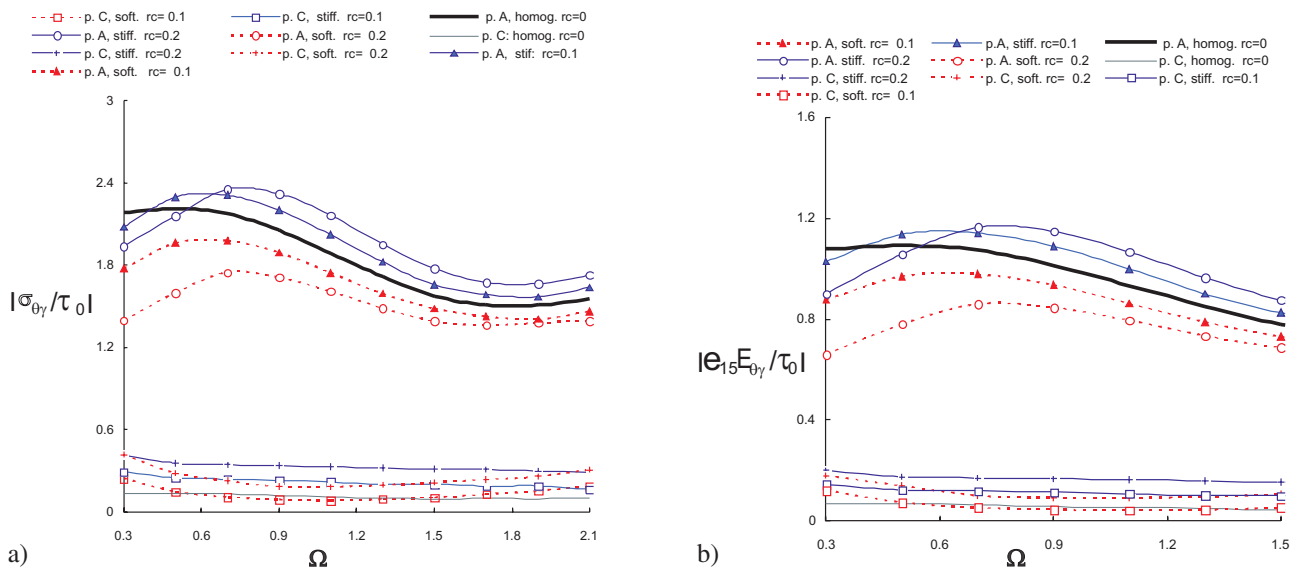 p. C, soft. rc= 0.1
p. C, stiff. rc=0.1
p. A, homog. rc=0
p. A, stiff. rc=0.2
p. A, soft. rc= 0.2
p. C: homog. rc=0
p. C, stiff. rc=0.2
p. C, soft. rc= 0.2
p. A, stif: rc=0.1
p. A, soft. rc= 0.1
3
2.4
1.8
|σθγ/τ0|
1.2
0.6
0
0.3
0.6
0.9
1.2
1.5
1.8
2.1
a)
Ω
p. A, soft. rc= 0.1
p.A, stiff. rc=0.1
p. A, homog. rc=0
p. A. stiff. rc=0.2
p. A. soft. rc= 0.2
p. C, homog. rc=0
p. C, stiff. rc=0.2
p. C, soft. rc= 0.2
p. C, stiff. rc=0.1
p. C, soft. rc= 0.1
1.6
1.2
0.8
|e15Eθγ/τ0|
0.4
0
0.3
0.6
0.9
1.2
1.5
b)
Ω